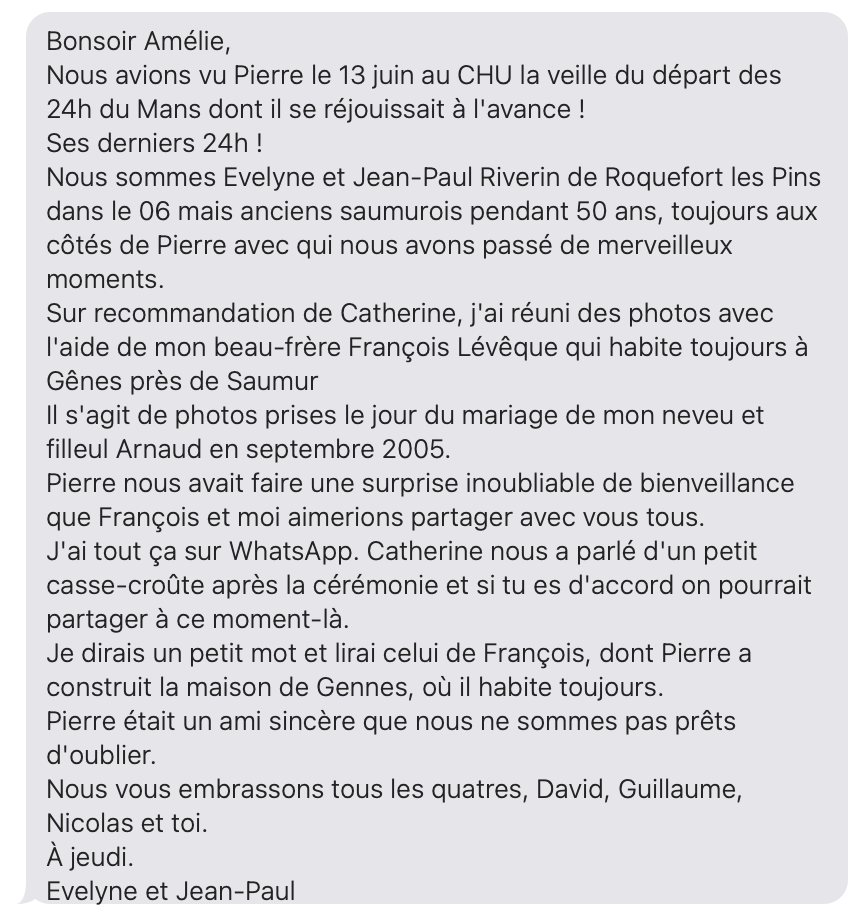 Bonsoir Amélie,
Nous avions vu Pierre le 13 juin au CHU la veille du départ des
24h du Mans dont il se réjouissait à l'avance !
Ses derniers 24h !
Nous sommes Evelyne et Jean-Paul Riverin de Roquefort les Pins
dans le 06 mais anciens saumurois pendant 50 ans, toujours aux
côtés de Pierre avec qui nous avons passé de merveilleux
moments.
Sur recommandation de Catherine, j'ai réuni des photos avec
l'aide de mon beau-frère François Lévêque qui habite toujours à
Gênes près de Saumur
Il s'agit de photos prises le jour du mariage de mon neveu et
filleul Arnaud en septembre 2005.
Pierre nous avait faire une surprise inoubliable de bienveillance
que François et moi aimerions partager avec vous tous.
J'ai tout ça sur WhatsApp. Catherine nous a parlé d'un petit
casse-croûte après la cérémonie et si tu es d'accord on pourrait
partager à ce moment-là.
Je dirais un petit mot et lirai celui de François, dont Pierre a
construit la maison de Gennes, où il habite toujours.
Pierre était un ami sincère que nous ne sommes pas prêts
d'oublier.
Nous vous embrassons tous les quatres, David, Guillaume,
Nicolas et toi.
À jeudi.
Evelyne et Jean-Paul